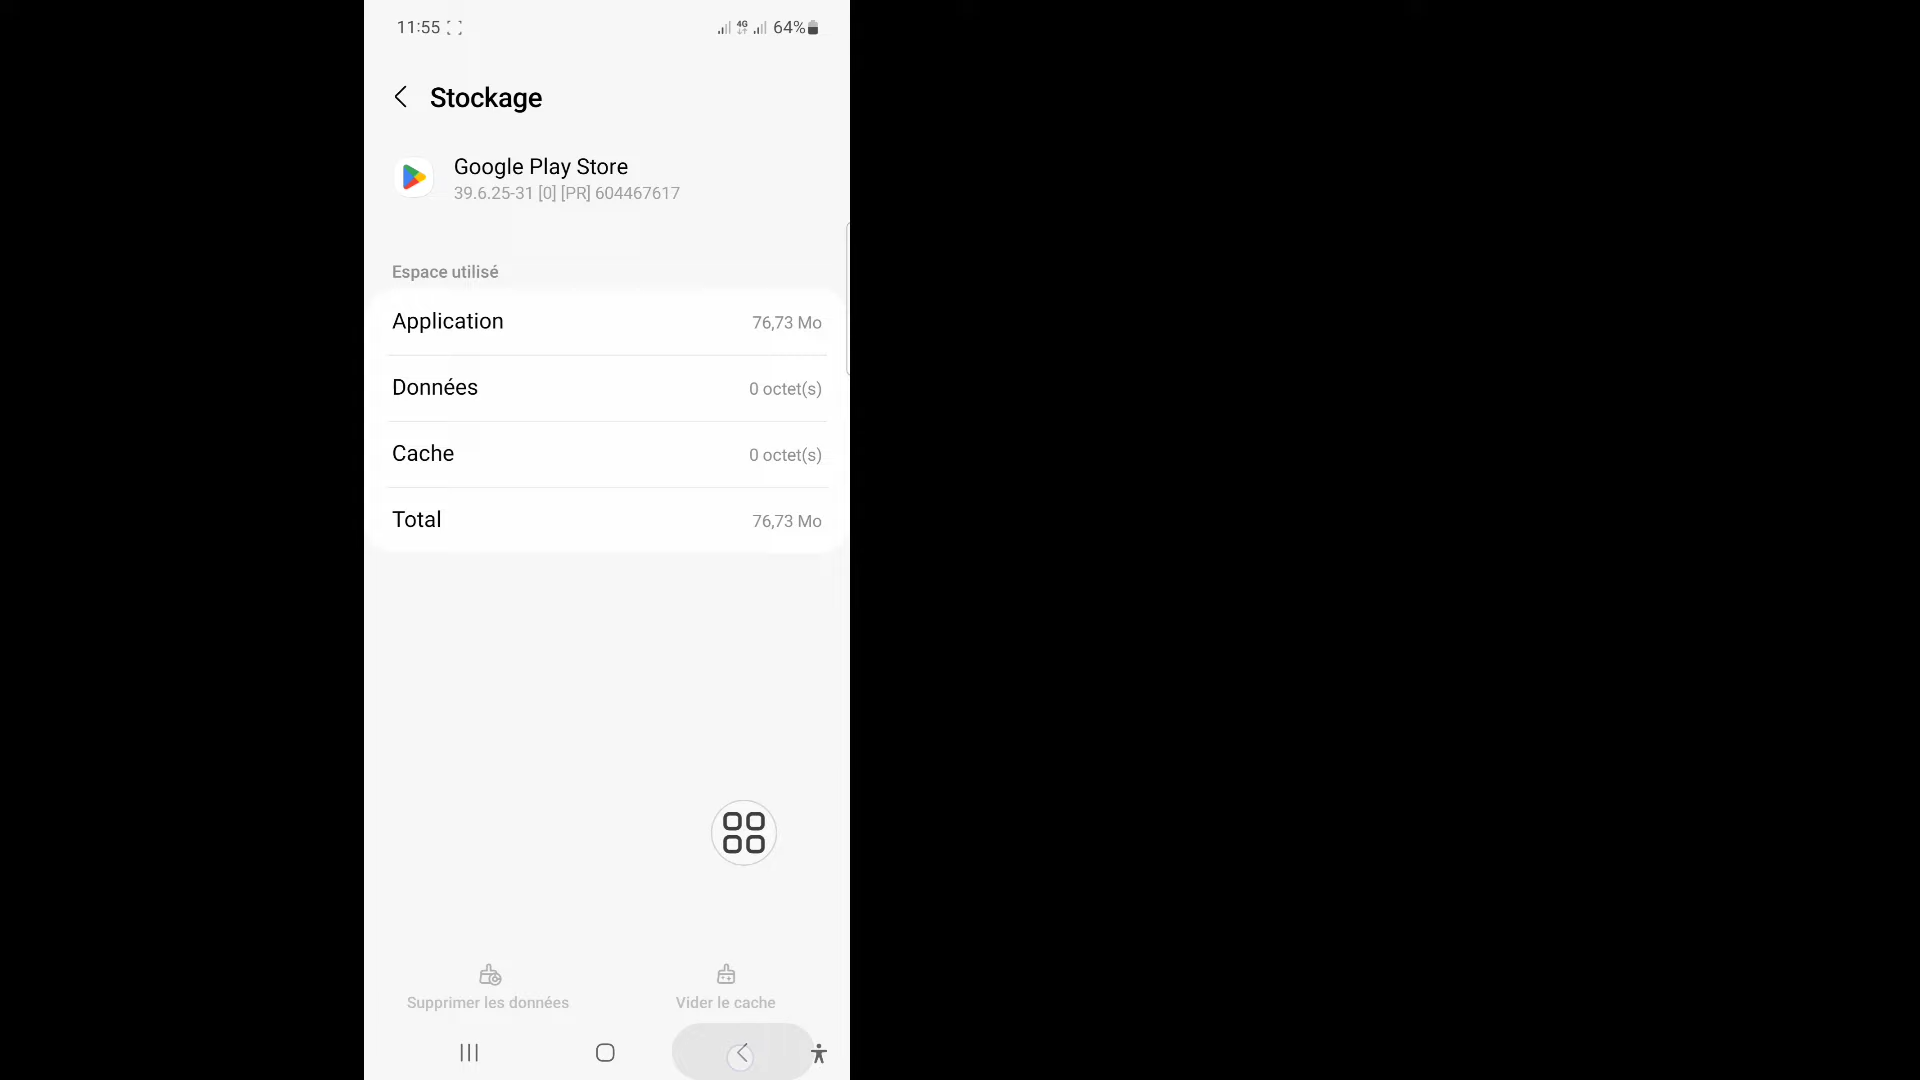 11:55 4G 64%
Stockage
Google Play Store
39.6.25-31 [0] [PR] 604467617
Espace utilisé
Application 76,73 Mo
Données 0 octet(s)
Cache 0 octet(s)
Total 76,73 Mo
Supprimer les données Vider le cache